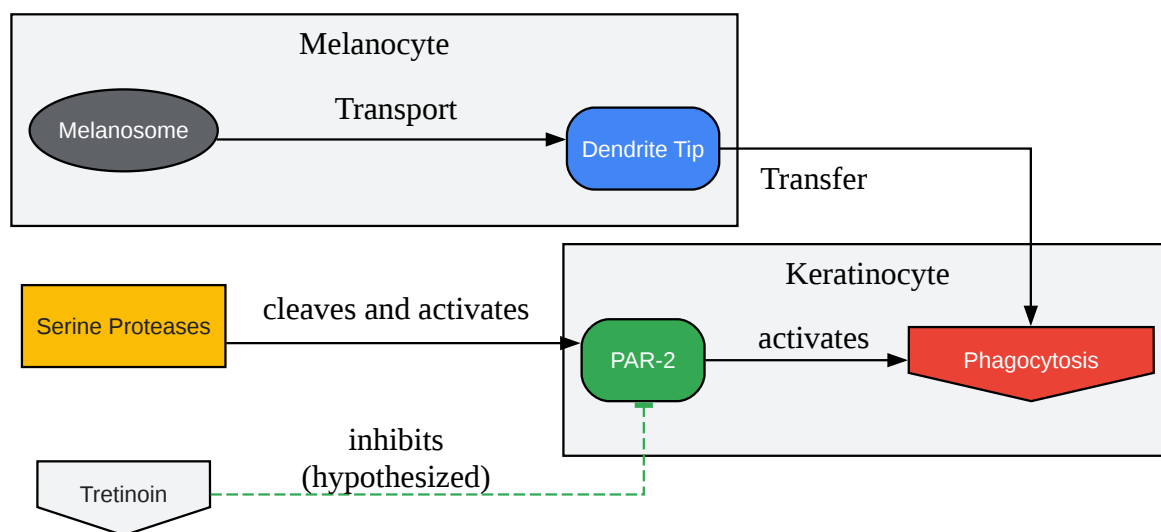 Melanocyte
Melanosome
Transport
Dendrite Tip
Transfer
Keratinocyte
Serine Proteases
cleaves and activates
PAR-2
activates
Phagocytosis
inhibits
(hypothesized)
Tretinoin